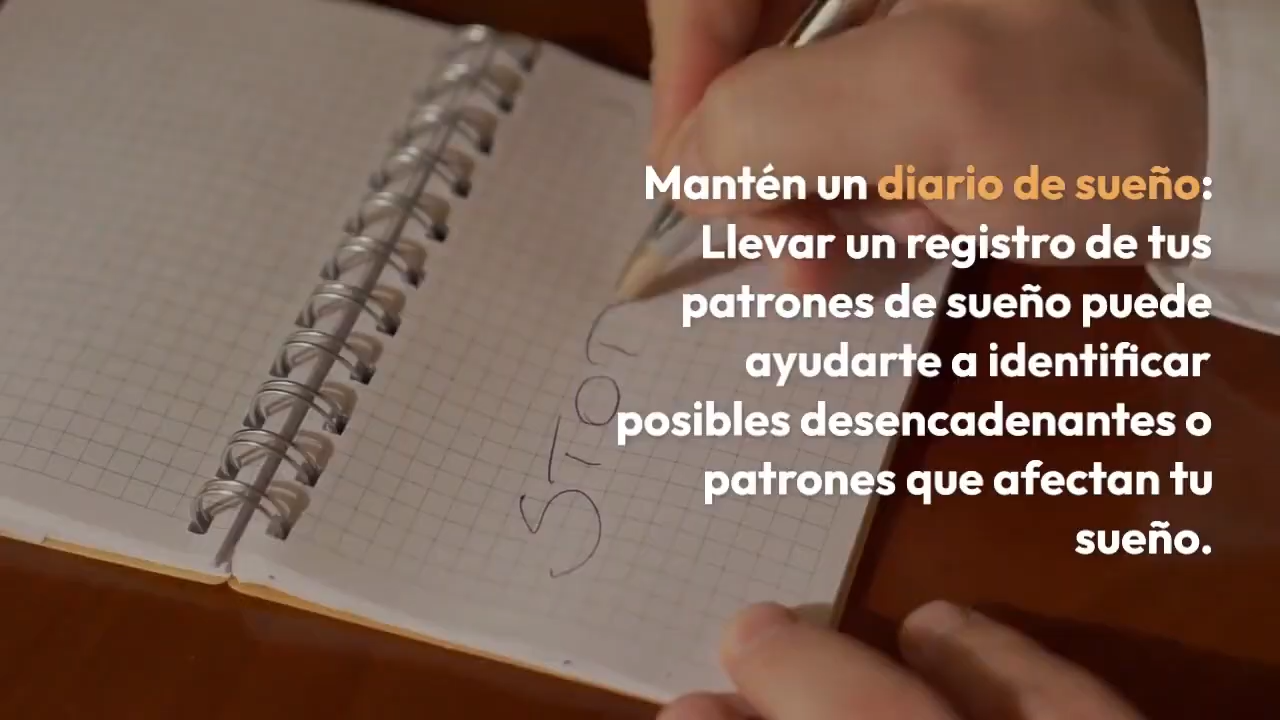 Mantén un diario de sueño:
Llevar un registro de tus
patrones de sueño puede
ayudarte a identificar
posibles desencadenantes o
patrones que afectan tu
sueño.
STOT